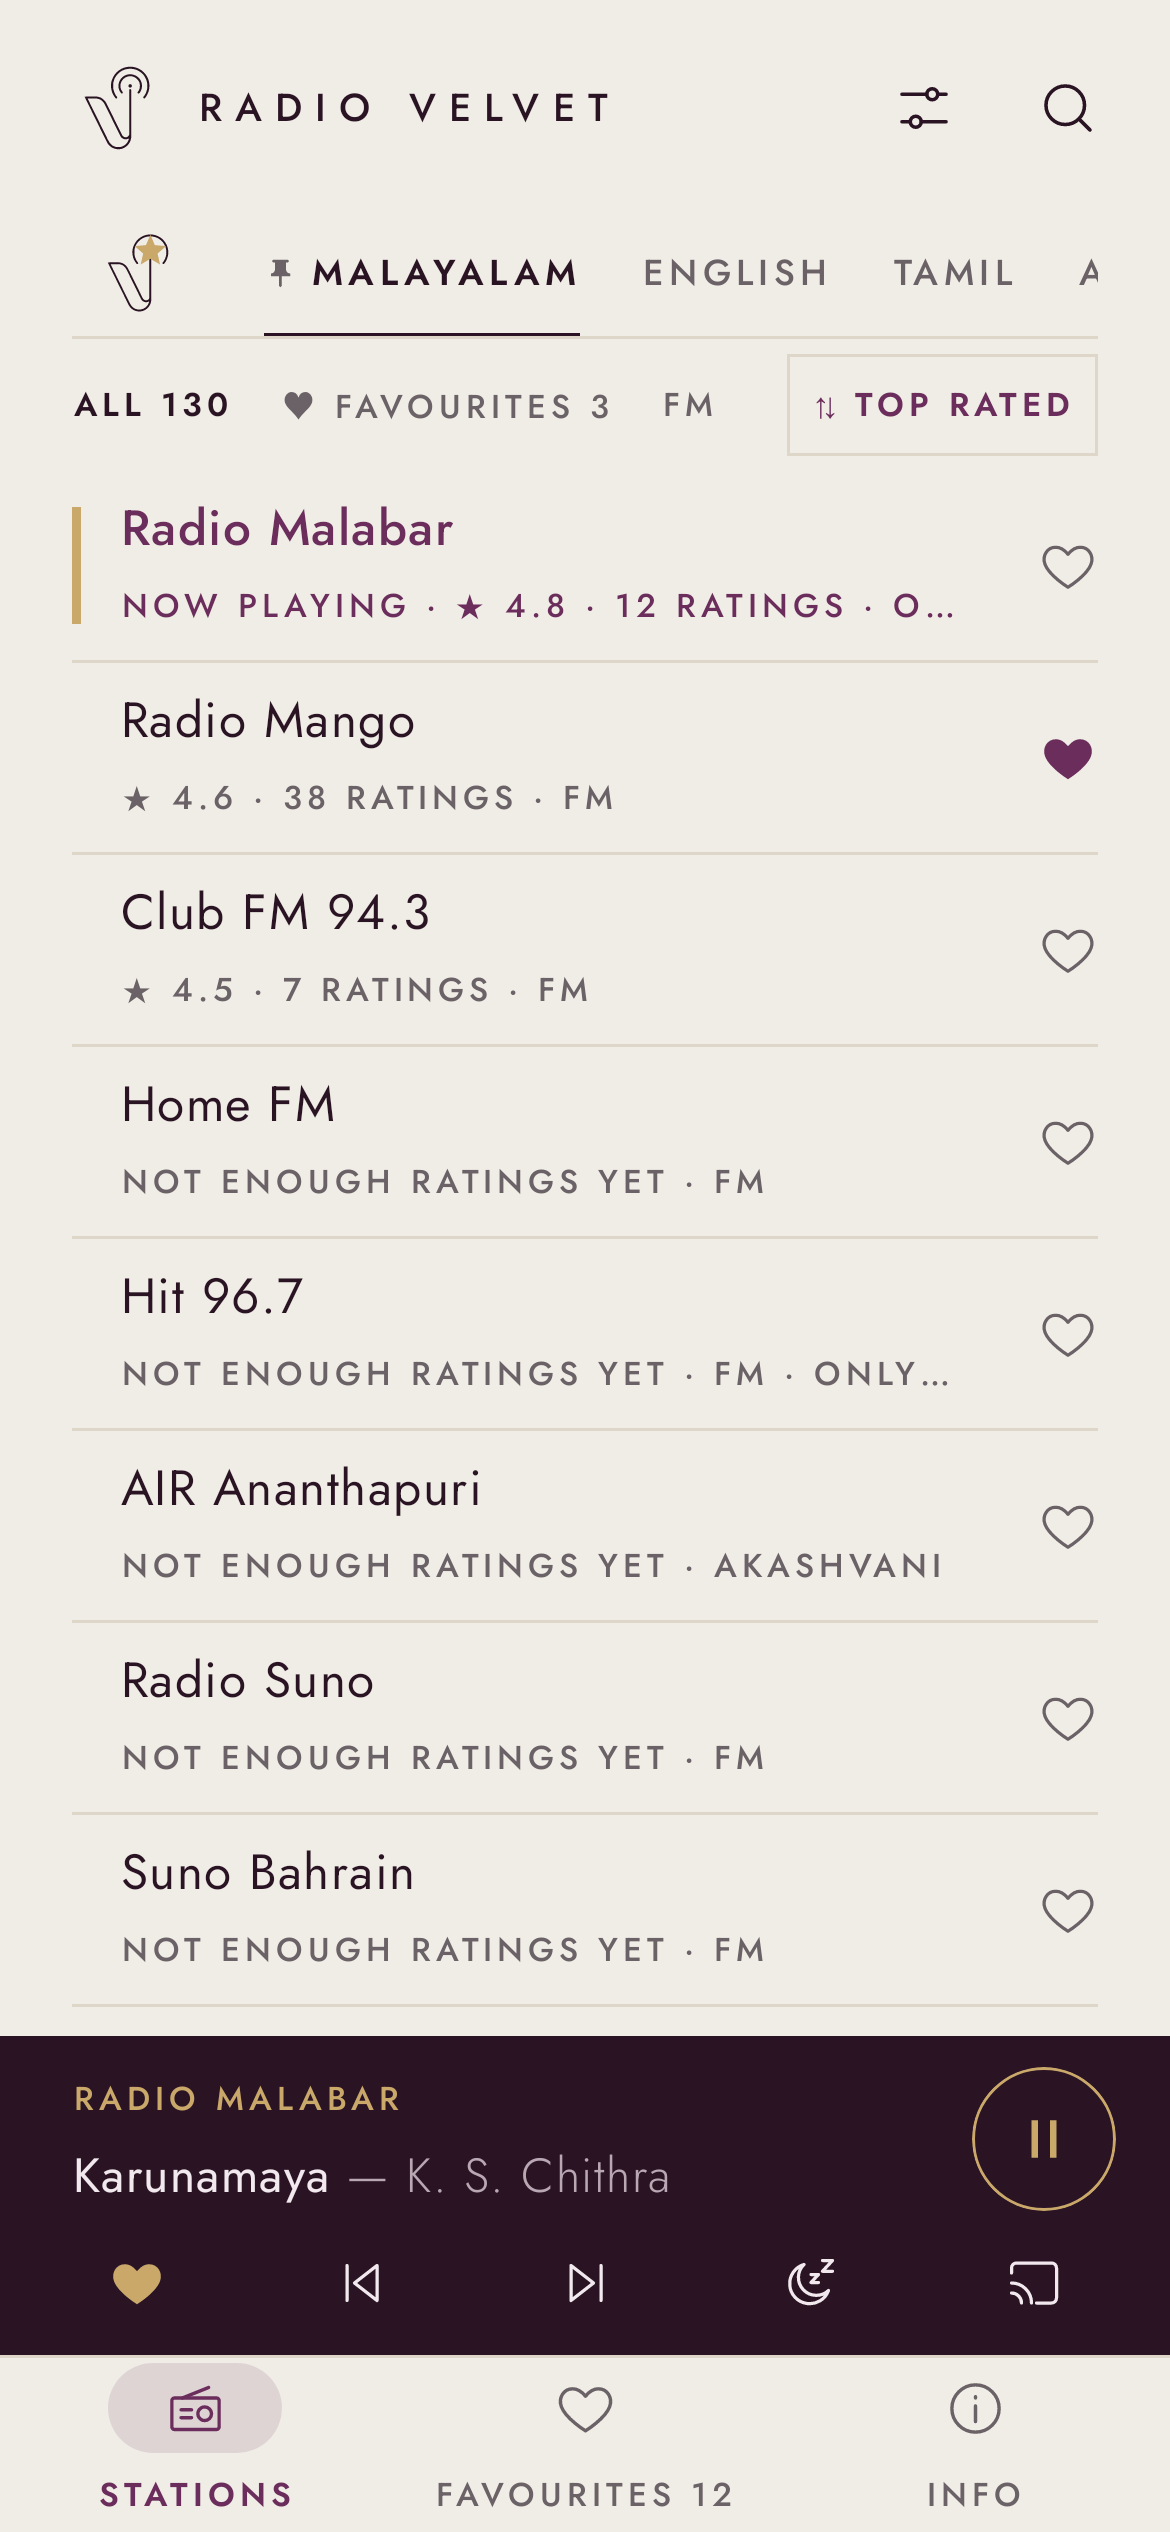 RADIO VELVET
MALAYALAM ENGLISH TAMIL A
ALL 130 ♥ FAVOURITES 3 FM ↑↓ TOP RATED
Radio Malabar
NOW PLAYING · ★ 4.8 · 12 RATINGS · O...
Radio Mango
★ 4.6 · 38 RATINGS · FM
Club FM 94.3
★ 4.5 · 7 RATINGS · FM
Home FM
NOT ENOUGH RATINGS YET · FM
Hit 96.7
NOT ENOUGH RATINGS YET · FM · ONLY...
AIR Ananthapuri
NOT ENOUGH RATINGS YET · AKASHVANI
Radio Suno
NOT ENOUGH RATINGS YET · FM
Suno Bahrain
NOT ENOUGH RATINGS YET · FM
RADIO MALABAR
Karunamaya — K. S. Chithra
STATIONS FAVOURITES 12 INFO